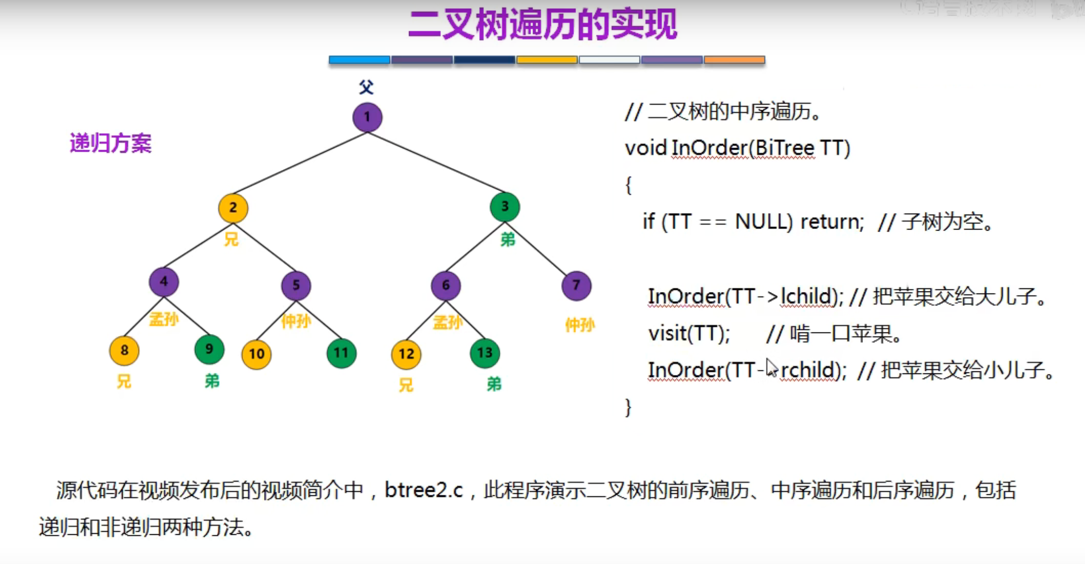 二叉树遍历的实现
递归方案
父
1
2
兄
3
弟
4
孟孙
5
仲孙
6
孟孙
7
仲孙
8
兄
9
弟
10
11
12
兄
13
弟
// 二叉树的中序遍历。
void InOrder(BiTree TT)
{
if (TT == NULL) return; // 子树为空。
InOrder(TT->lchild); // 把苹果交给大儿子。
visit(TT); // 啃一口苹果。
InOrder(TT->rchild); // 把苹果交给小儿子。
}
源代码在视频发布后的视频简介中，btree2.c，此程序演示二叉树的前序遍历、中序遍历和后序遍历，包括
递归和非递归两种方法。